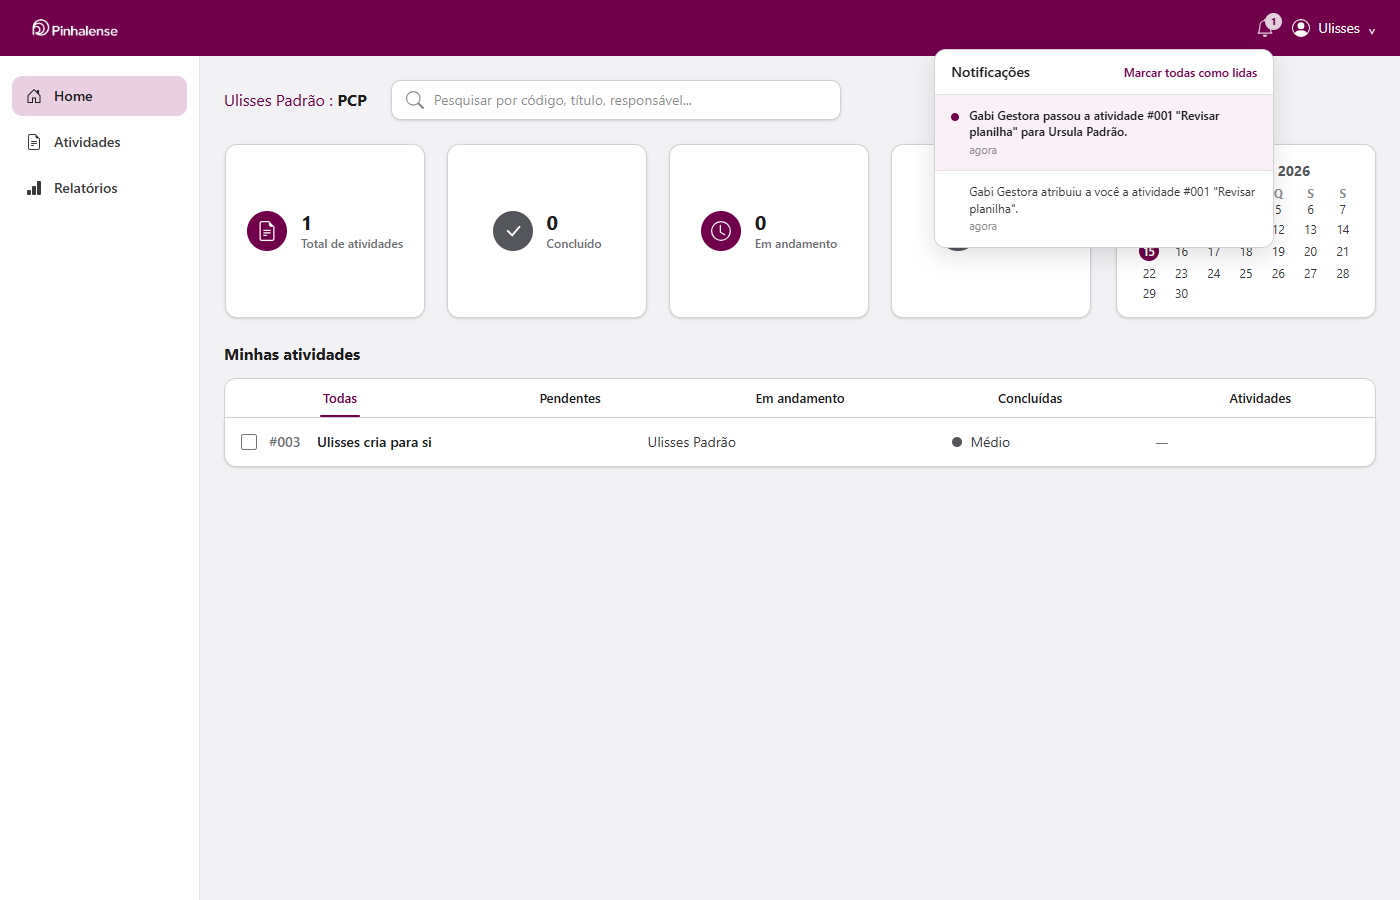 Pinhalense
1
Ulisses
Home
Atividades
Relatórios
Ulisses Padrão : PCP
Pesquisar por código, título, responsável...
Notificações
Marcar todas como lidas
Gabi Gestora passou a atividade #001 "Revisar
planilha" para Ursula Padrão.
agora
Gabi Gestora atribuiu a você a atividade #001 "Revisar
planilha".
agora
1
Total de atividades
0
Concluído
0
Em andamento
2026
Q S S
5 6 7
12 13 14
15 16 17 18 19 20 21
22 23 24 25 26 27 28
29 30
Minhas atividades
Todas
Pendentes
Em andamento
Concluídas
Atividades
#003
Ulisses cria para si
Ulisses Padrão
Médio
—